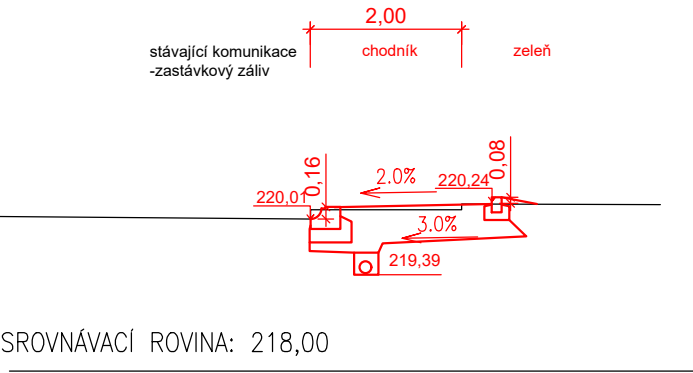 2,00
stávající komunikace
-zastávkový záliv
chodník
zeleň
0,16
0,08
2.0%
220,24
220,01
3.0%
219,39
SROVNÁVACÍ ROVINA: 218,00